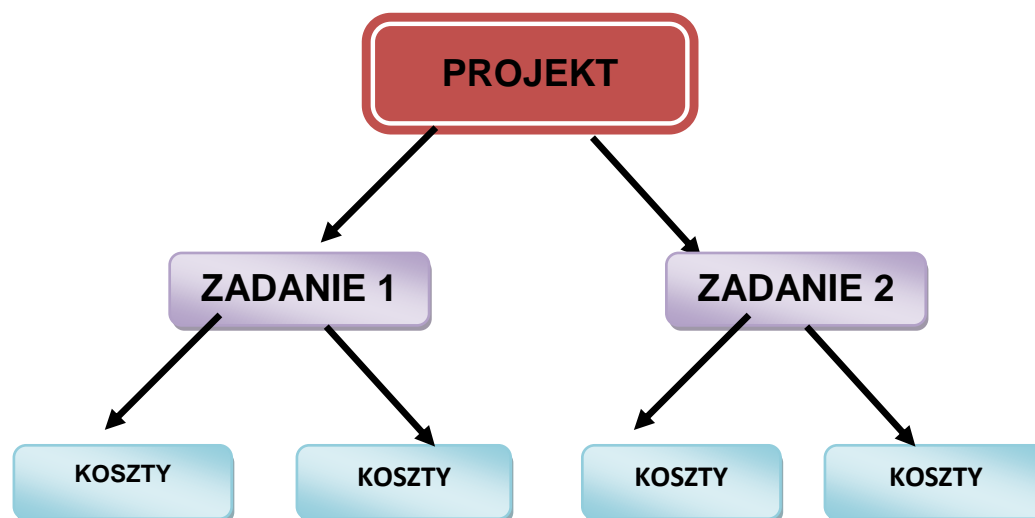 PROJEKT
ZADANIE 1
ZADANIE 2
KOSZTY
KOSZTY
KOSZTY
KOSZTY